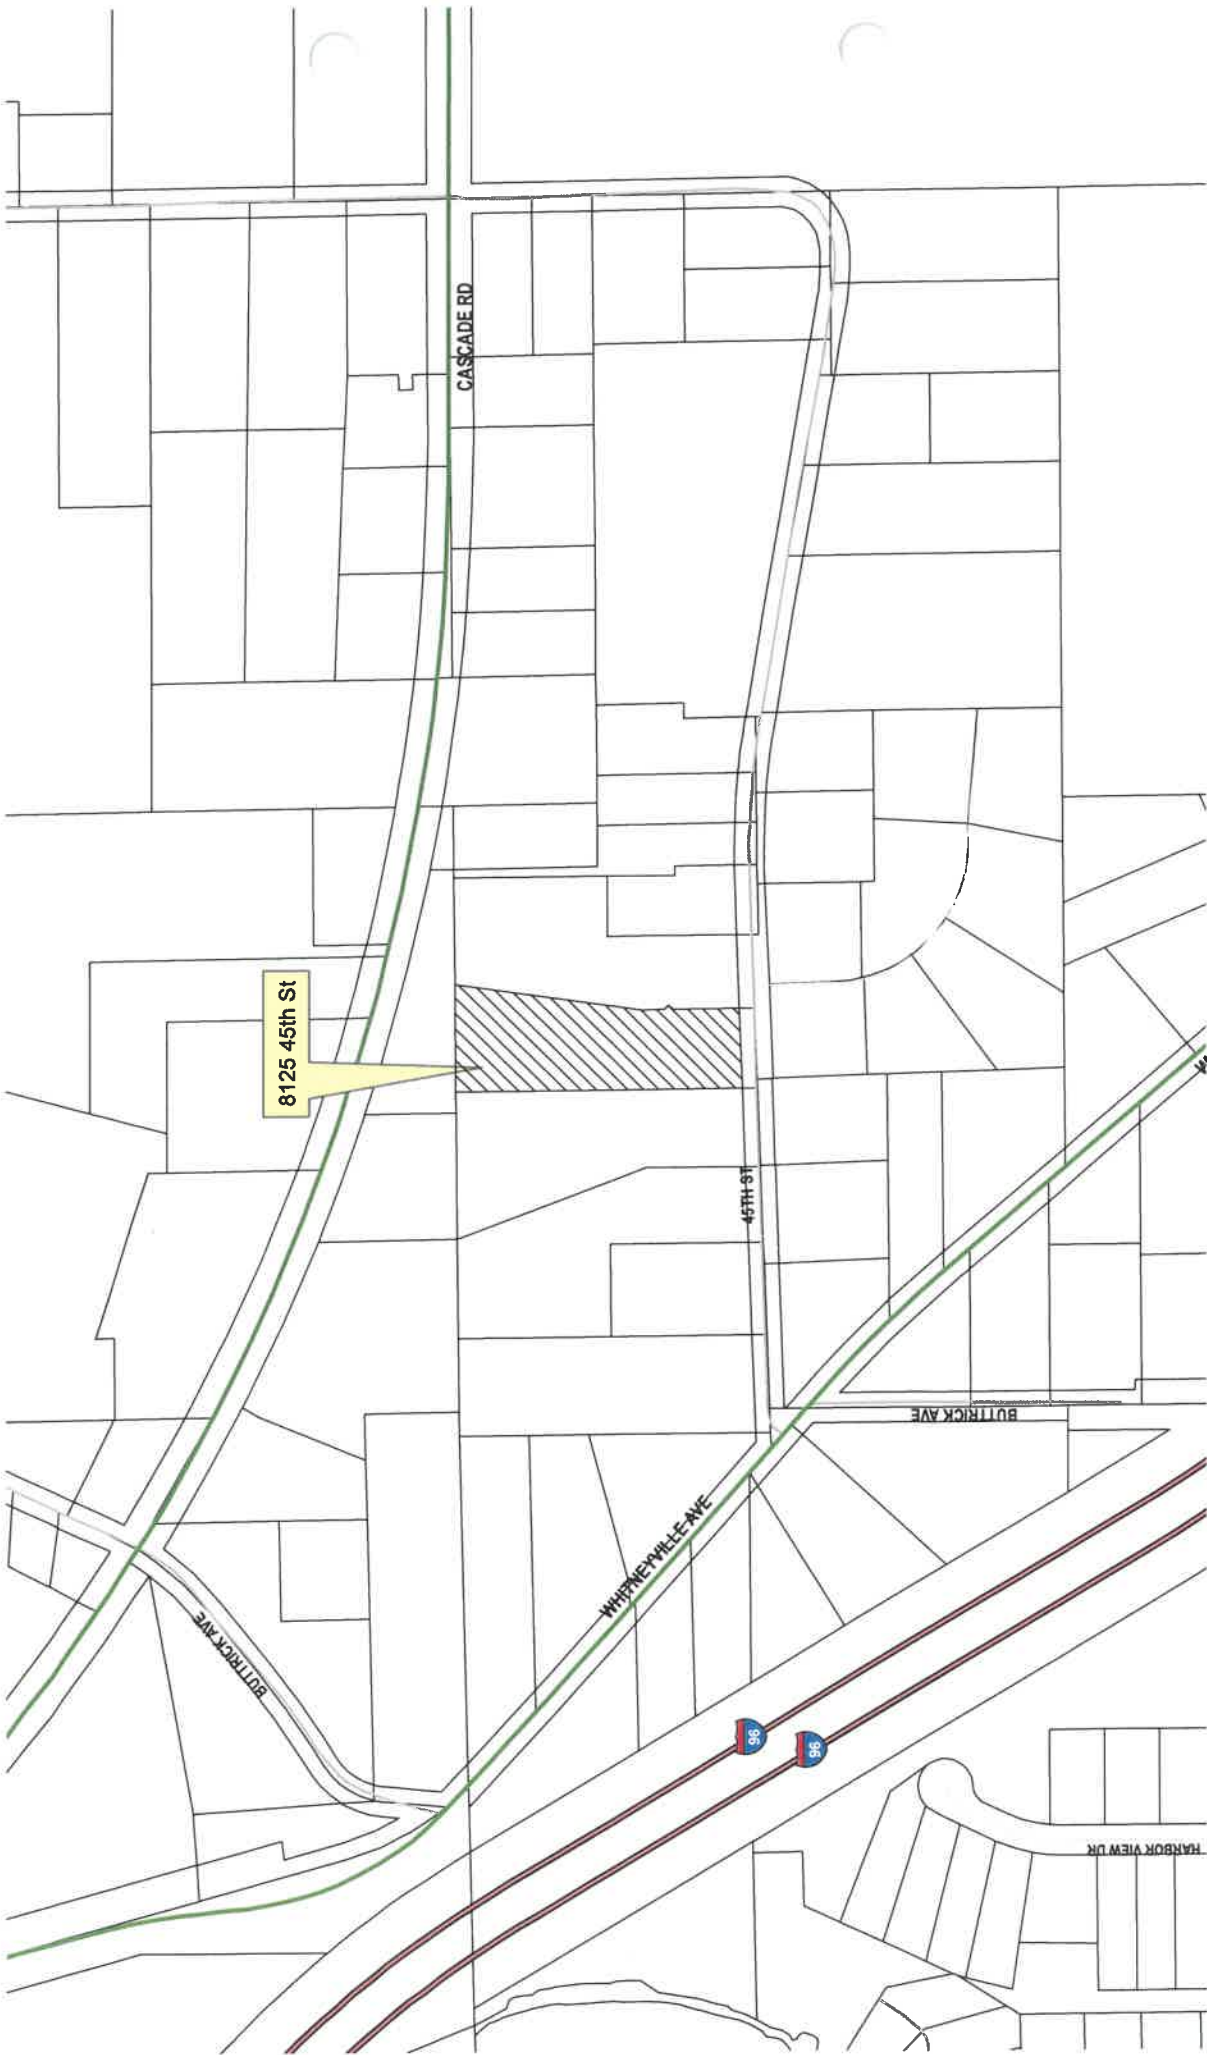 CASCADE RD
8125 45th St
45TH ST
BUTTRICK AVE
WHITNEYVILLE AVE
BUTTRICK AVE
96
96
HARBOR VIEW DR